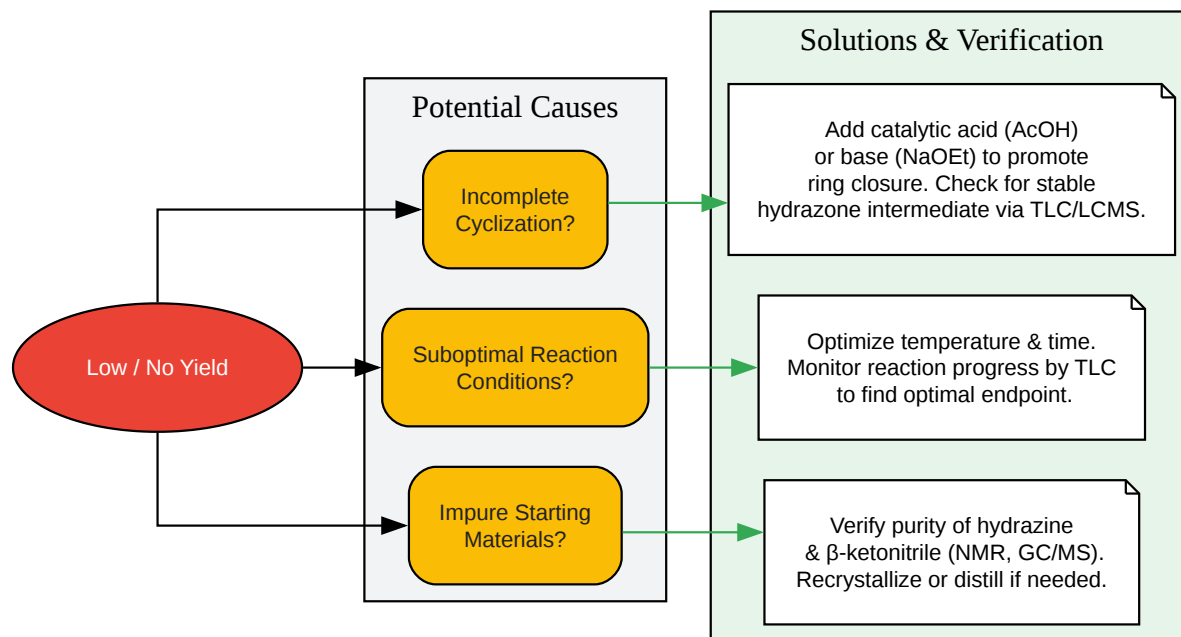 Solutions & Verification
Potential Causes
Add catalytic acid (AcOH)
or base (NaOEt) to promote
ring closure. Check for stable
hydrazone intermediate via TLC/LCMS.
Incomplete
Cyclization?
Low / No Yield
Suboptimal Reaction
Conditions?
Optimize temperature & time.
Monitor reaction progress by TLC
to find optimal endpoint.
Impure Starting
Materials?
Verify purity of hydrazine
& β-ketonitrile (NMR, GC/MS).
Recrystallize or distill if needed.